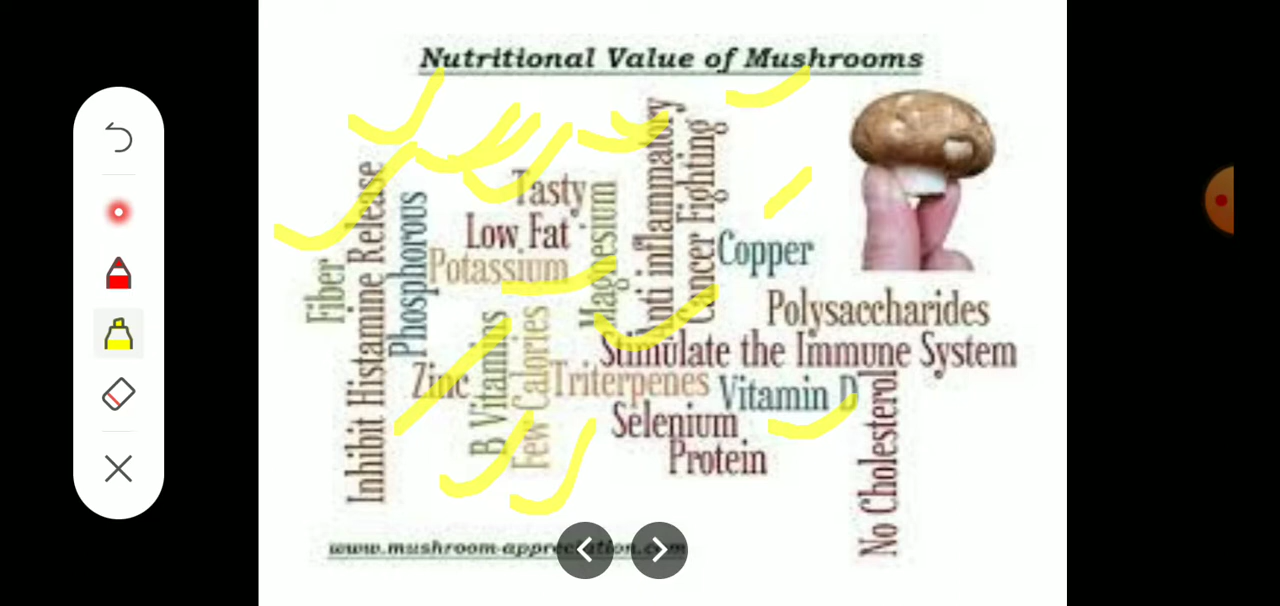 Nutritional Value of Mushrooms
Fiber
Inhibit Histamine Release
Phosphorous
Tasty
Low Fat
Potassium
Magnesium
Anti inflammatory
Cancer Fighting
Copper
Polysaccharides
Stimulate the Immune System
Zinc
B Vitamins
Few Calories
Triterpenes
Vitamin D
Selenium
Protein
No Cholesterol
www.mushroom-appreciation.com